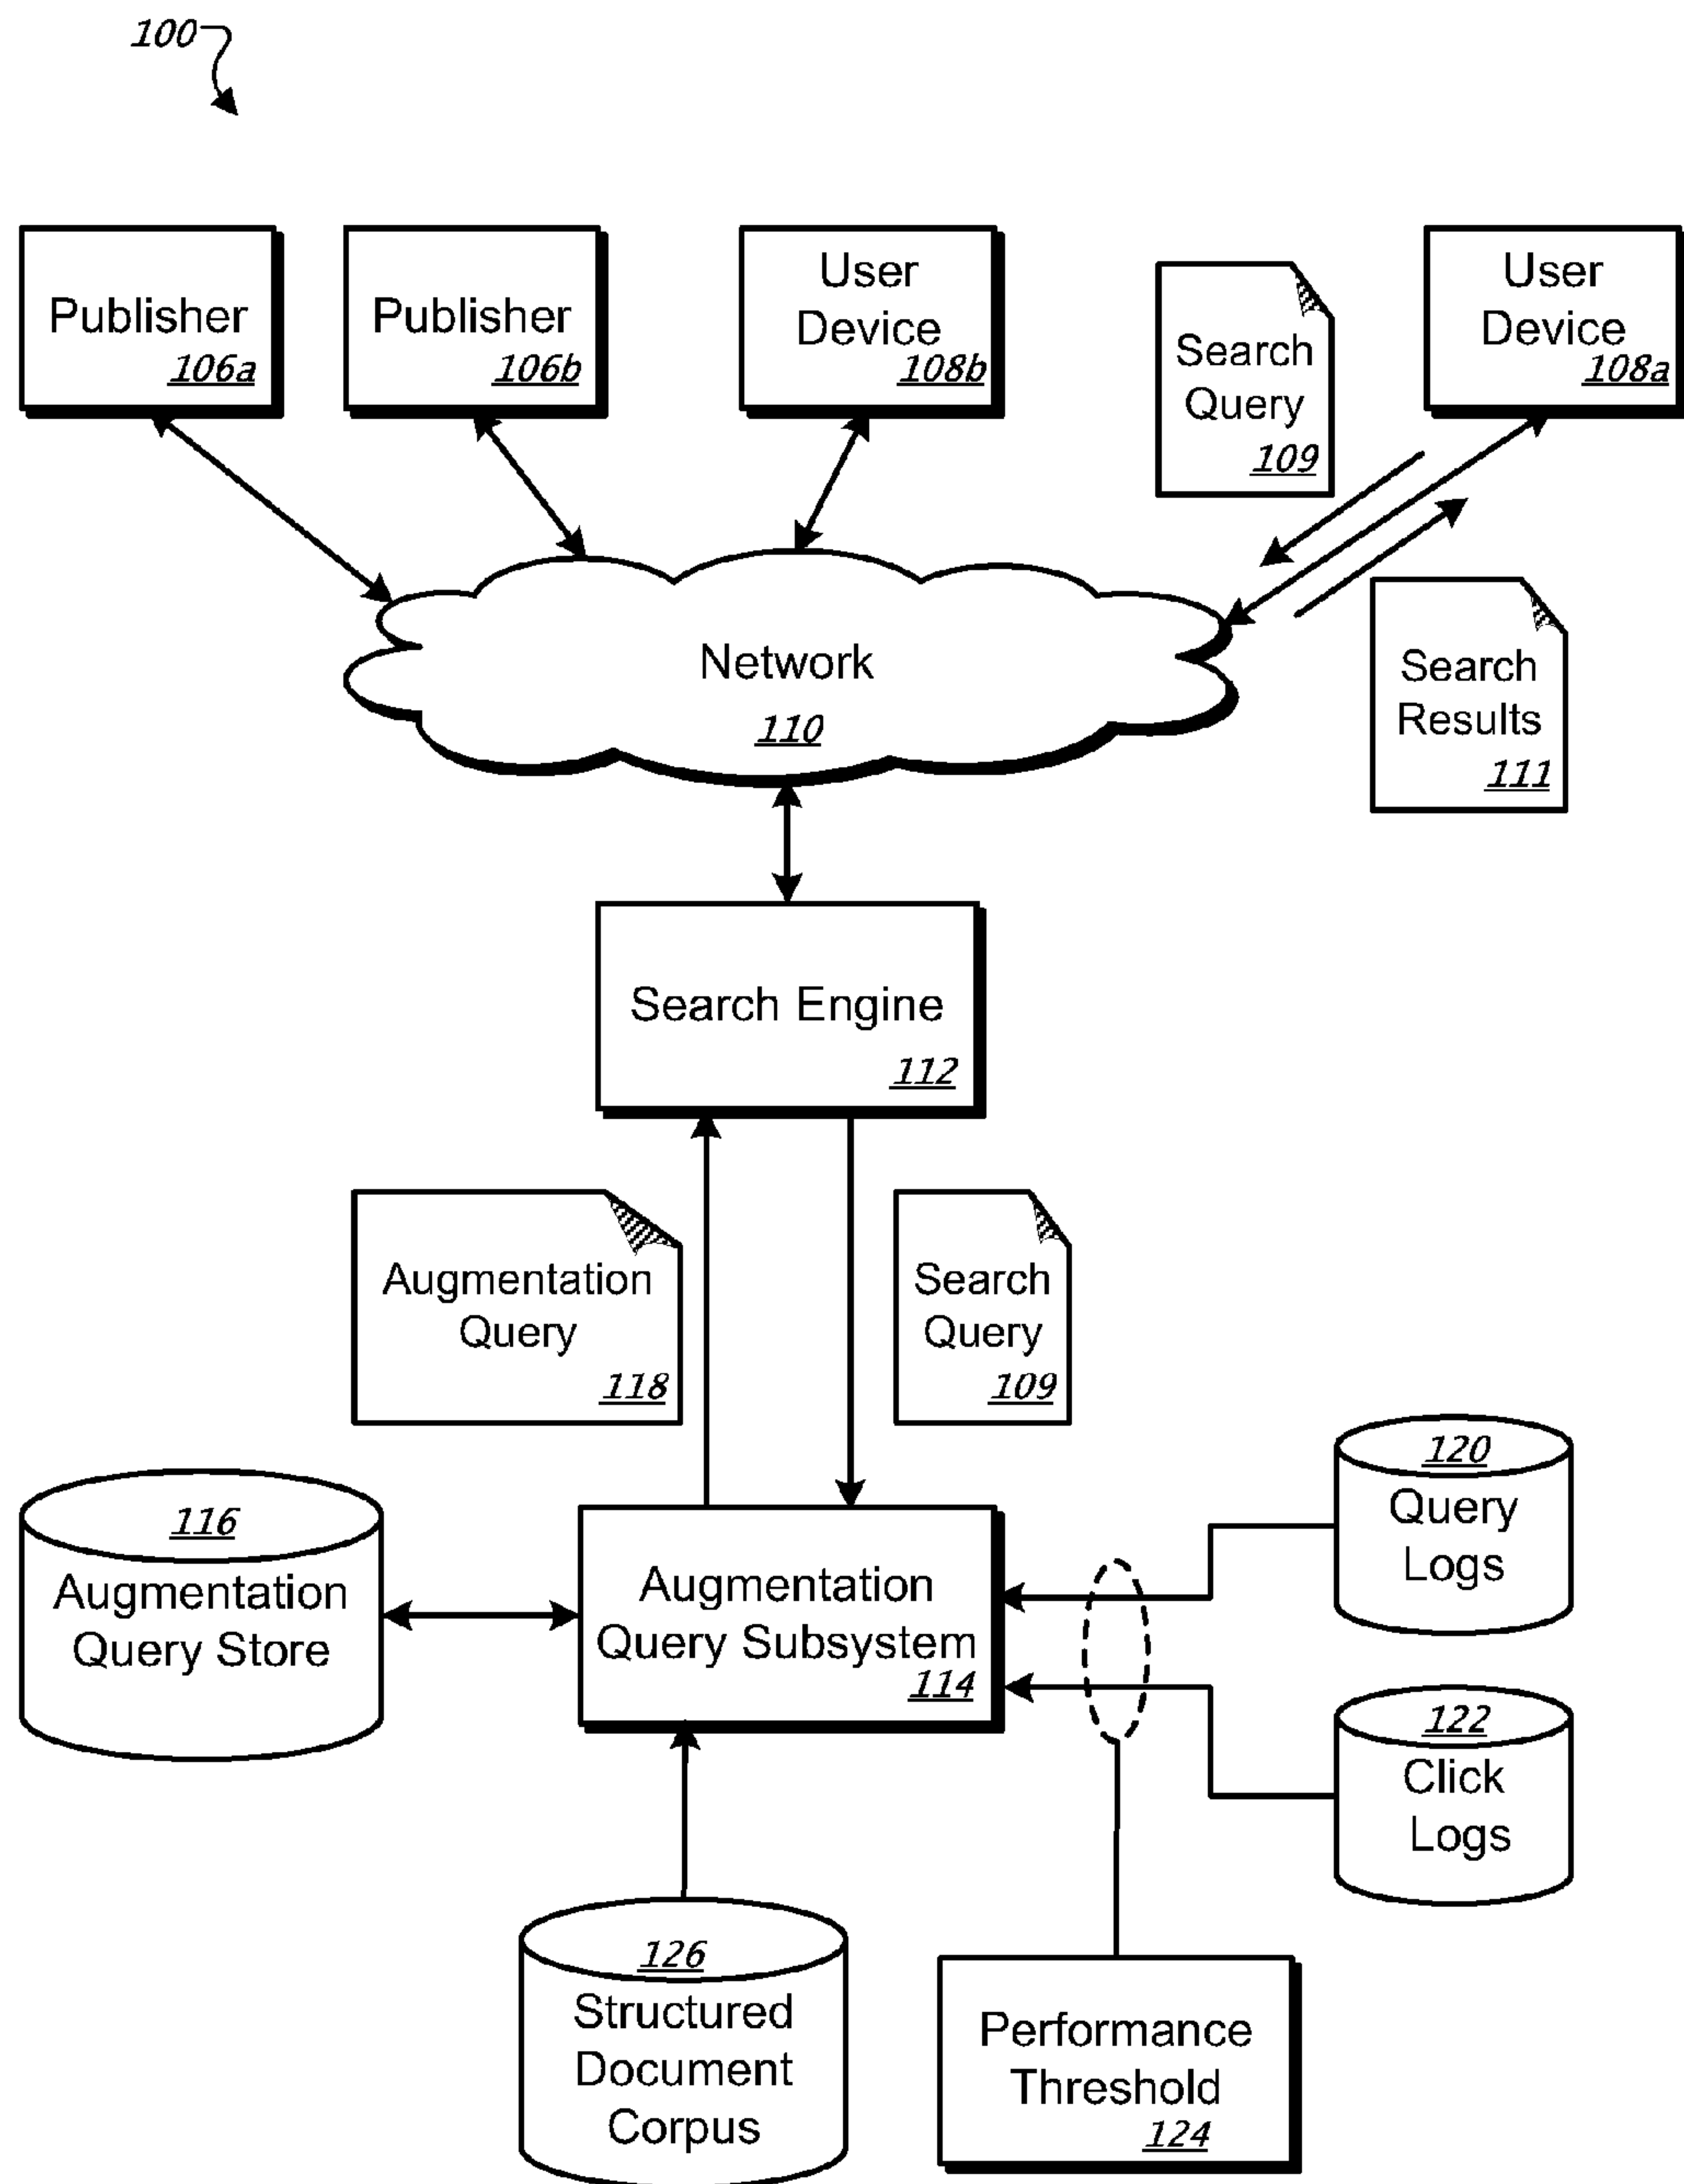 100
Publisher
106a
Publisher
106b
User
Device
108b
Search
Query
109
User
Device
108a
Network
110
Search
Results
111
Search Engine
112
Augmentation
Query
118
Search
Query
109
116
Augmentation
Query Store
Augmentation
Query Subsystem
114
120
Query
Logs
122
Click
Logs
126
Structured
Document
Corpus
Performance
Threshold
124